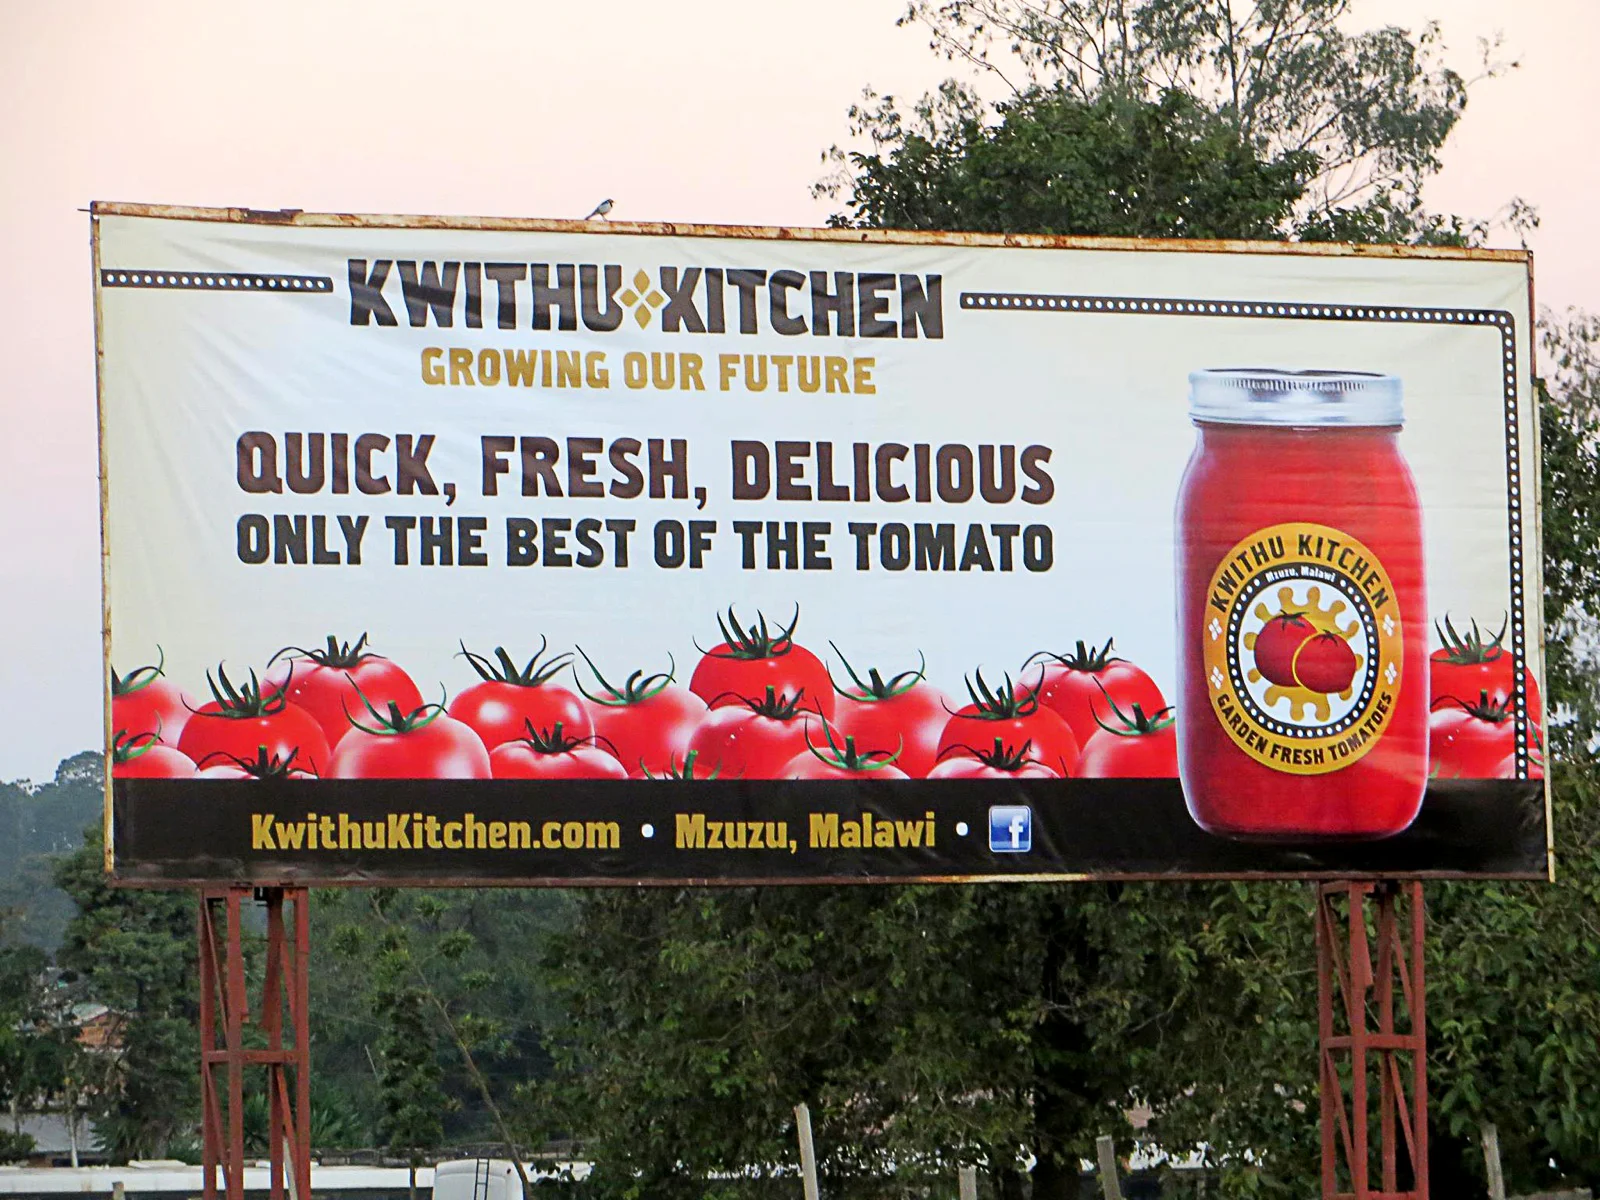 KWITHU KITCHEN
GROWING OUR FUTURE
QUICK, FRESH, DELICIOUS
ONLY THE BEST OF THE TOMATO
KWITHU KITCHEN
Mzuzu, Malawi
GARDEN FRESH TOMATOES
KwithuKitchen.com • Mzuzu, Malawi • f